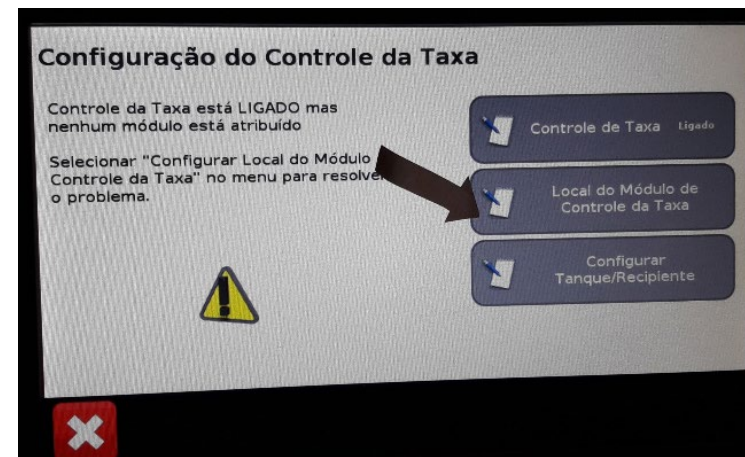 Configuração do Controle da Taxa
Controle da Taxa está LIGADO mas
nenhum módulo está atribuído
Selecionar "Configurar Local do Módulo
Controle da Taxa" no menu para resolver
o problema.
Controle de Taxa Ligado
Local do Módulo de
Controle da Taxa
Configurar
Tanque/Recipiente